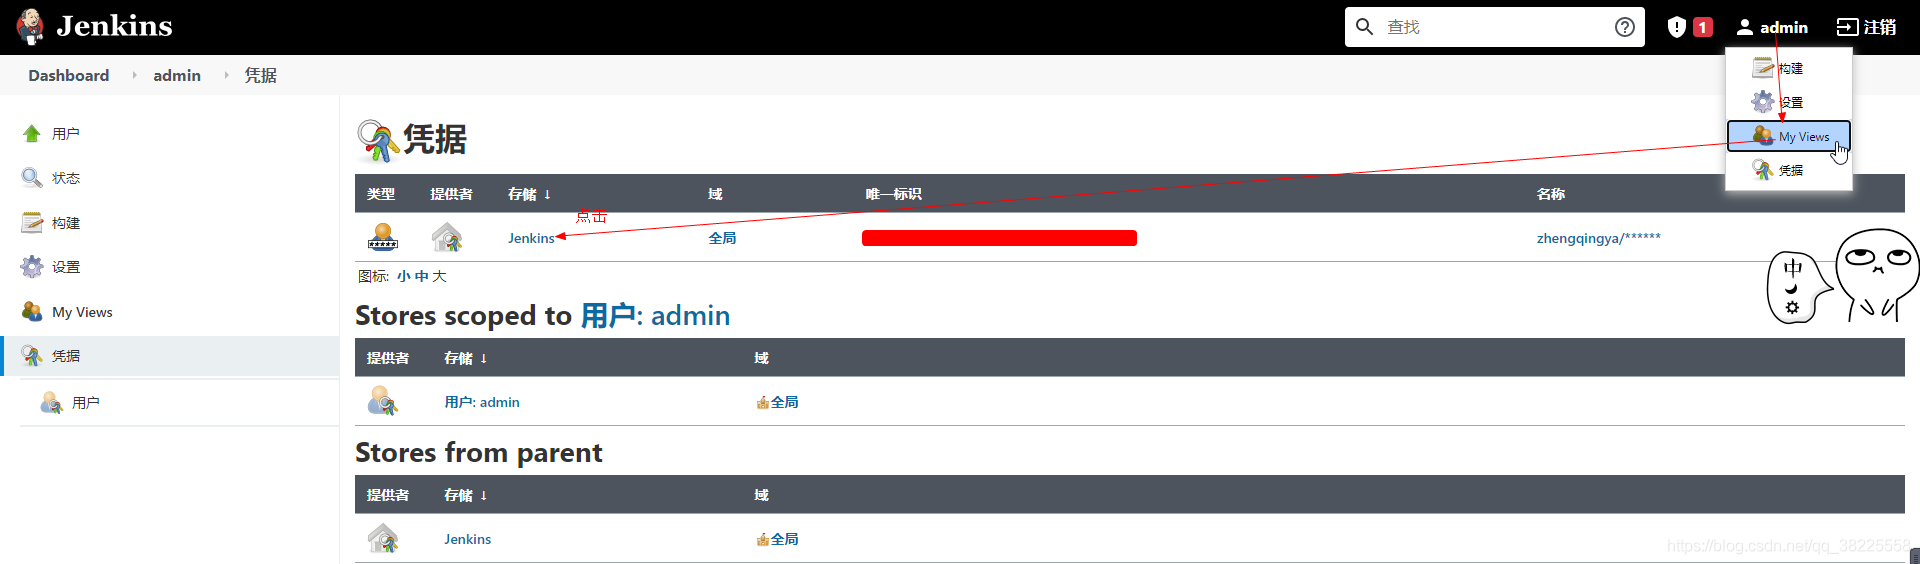 Jenkins
查找
1
admin
注销
Dashboard
admin
凭据
构建
设置
My Views
凭据
用户
状态
构建
设置
My Views
凭据
用户
凭据
类型 提供者 存储 ↓ 域 唯一标识 名称
点击
***** Jenkins 全局 zhengqingya/******
图标: 小 中 大
Stores scoped to 用户: admin
提供者 存储 ↓ 域
用户: admin 全局
Stores from parent
提供者 存储 ↓ 域
Jenkins 全局
中
https://blog.csdn.net/qq_38225558